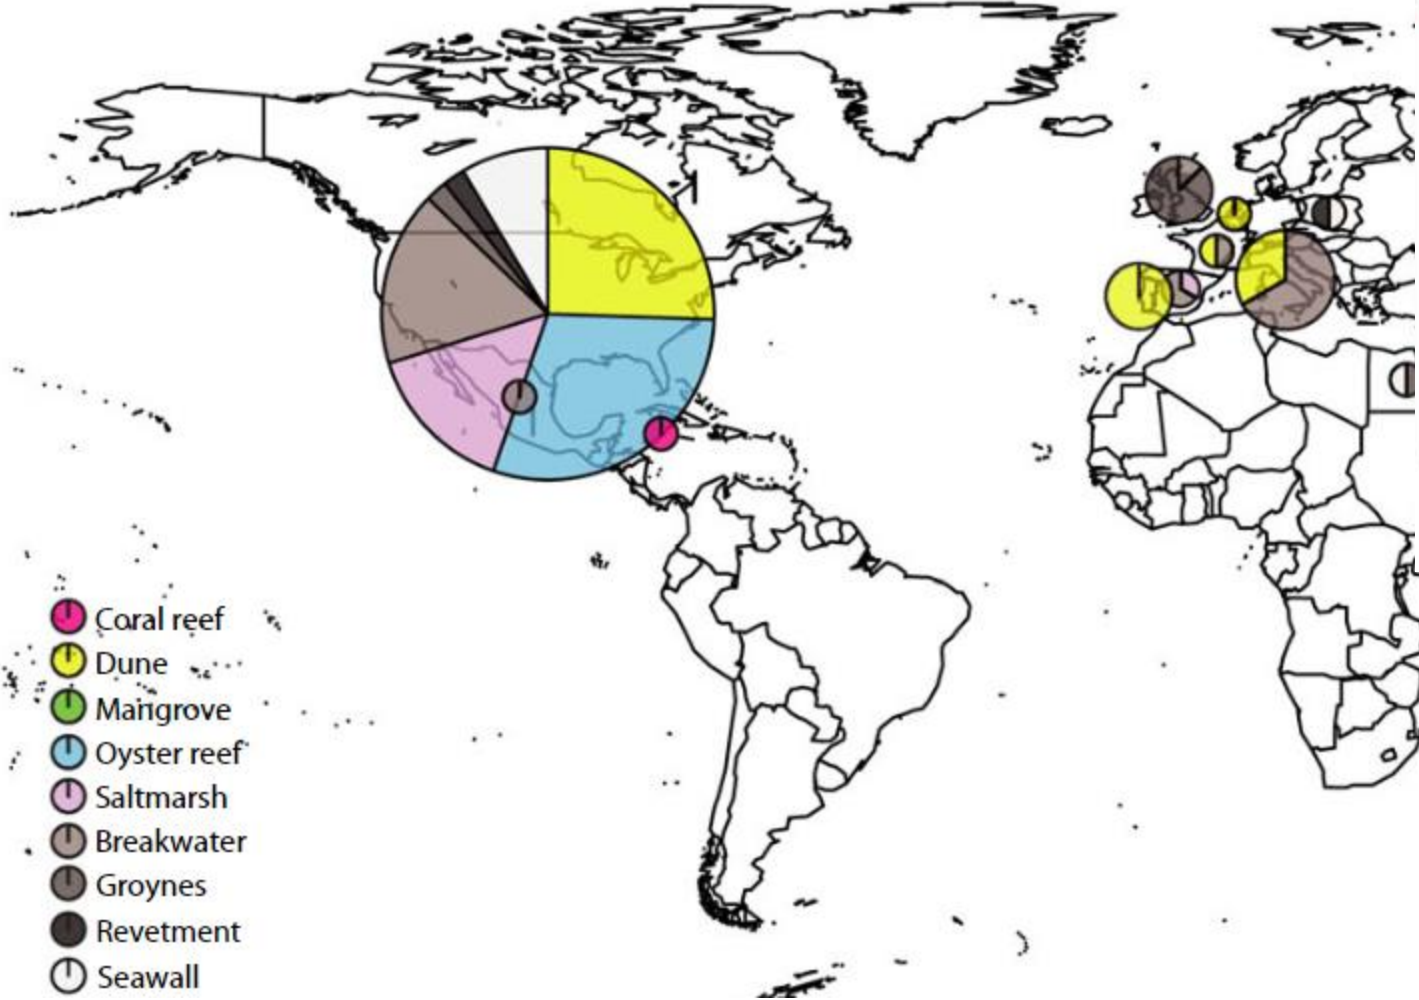 Coral reef
Dune
Mangrove
Oyster reef
Saltmarsh
Breakwater
Groynes
Revetment
Seawall